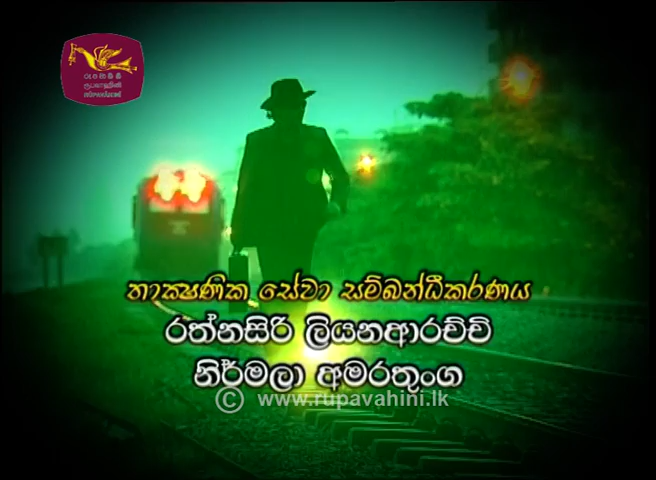 තාක්‍ෂණික සේවා සම්බන්ධීකරණය
රත්නසිරි ලියනආරච්චි
නිර්මලා අමරතුංග
© www.rupavahini.lk